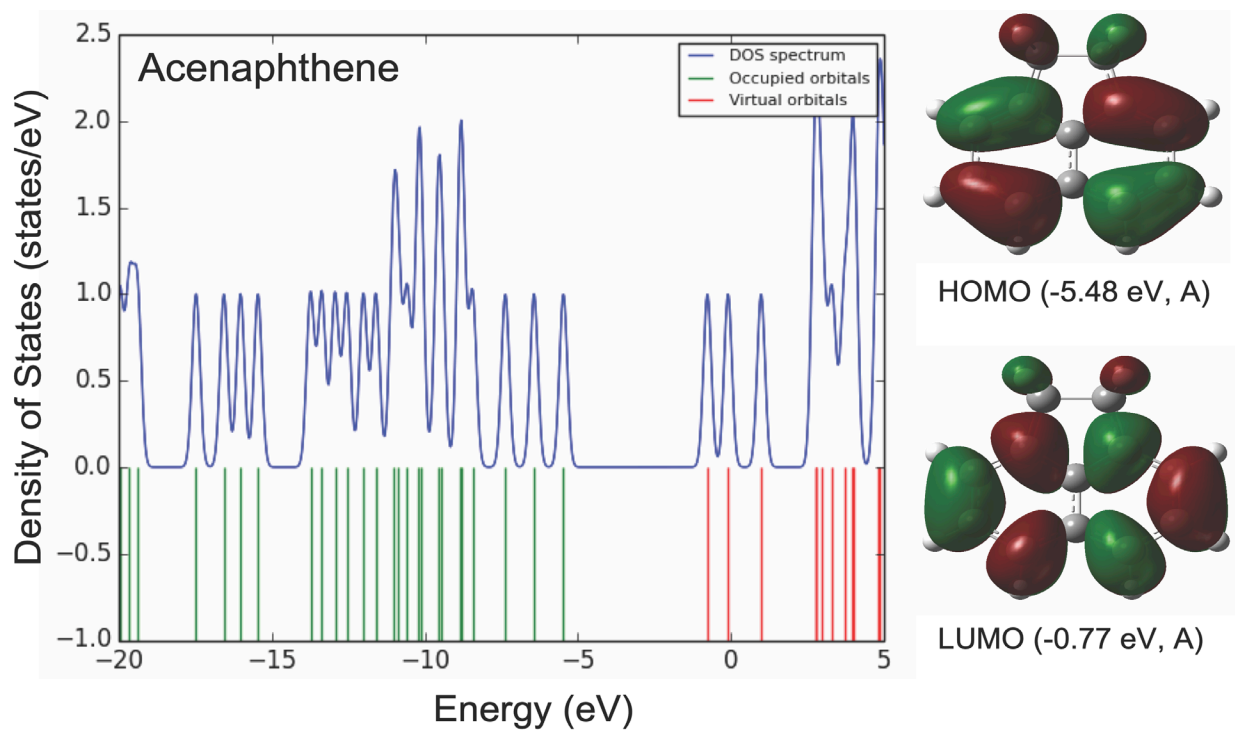 Acenaphthene
DOS spectrum
Occupied orbitals
Virtual orbitals
Density of States (states/eV)
2.5
2.0
1.5
1.0
0.5
0.0
−0.5
−1.0
−20
−15
−10
−5
0
5
Energy (eV)
HOMO (-5.48 eV, A)
LUMO (-0.77 eV, A)